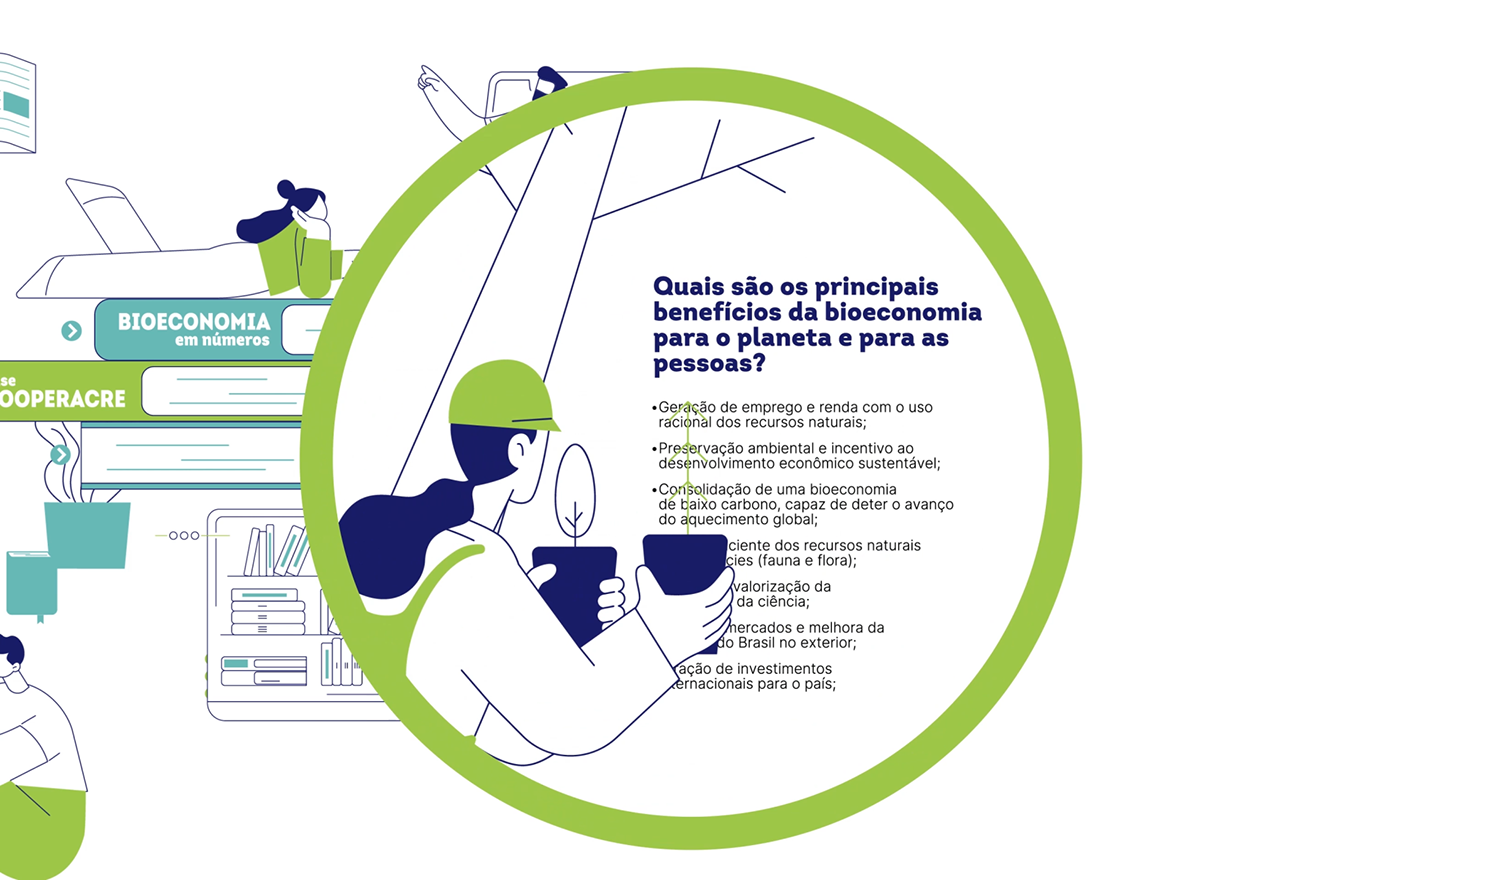 BIOECONOMIA
em números
se
OOPERACRE
Quais são os principais
benefícios da bioeconomia
para o planeta e para as
pessoas?
•Geração de emprego e renda com o uso
racional dos recursos naturais;
•Preservação ambiental e incentivo ao
desenvolvimento econômico sustentável;
•Consolidação de uma bioeconomia
de baixo carbono, capaz de deter o avanço
do aquecimento global;
ciente dos recursos naturais
cies (fauna e flora);
valorização da
da ciência;
mercados e melhora da
do Brasil no exterior;
ração de investimentos
ternacionais para o país;